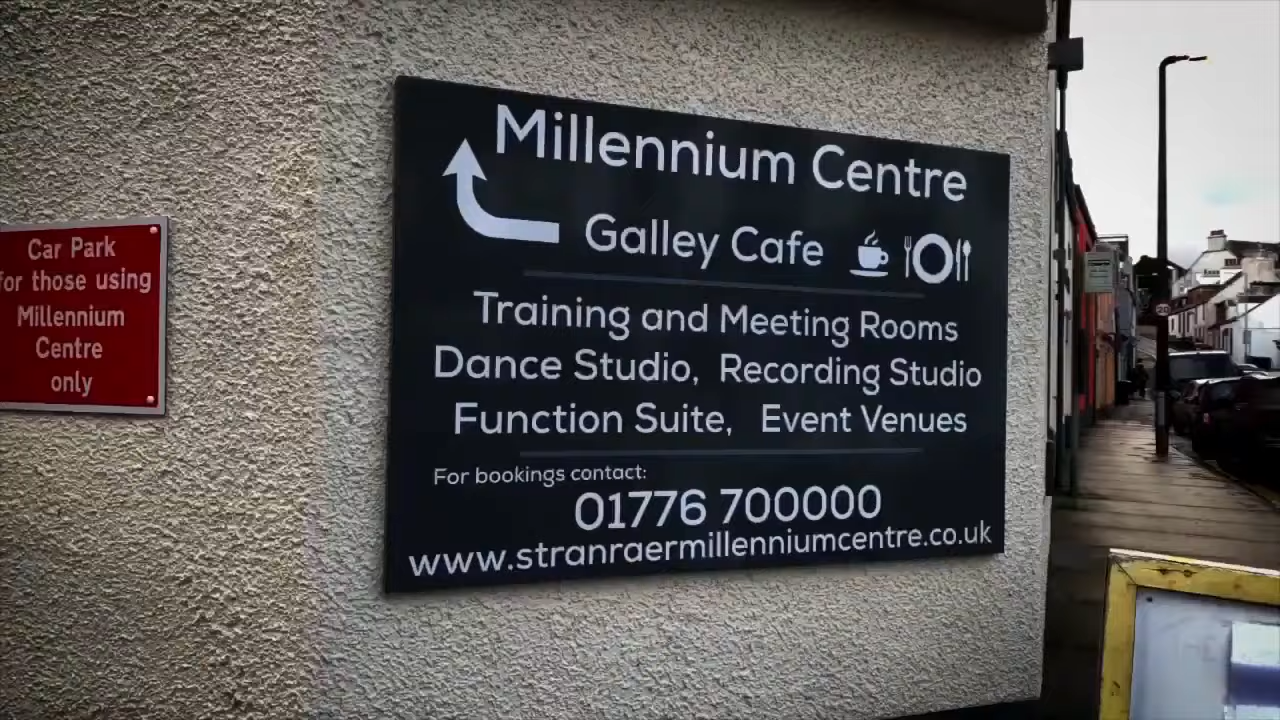 Millennium Centre
Galley Cafe
Training and Meeting Rooms
Dance Studio, Recording Studio
Function Suite, Event Venues
For bookings contact:
01776 700000
www.stranraermillenniumcentre.co.uk
Car Park
for those using
Millennium
Centre
only